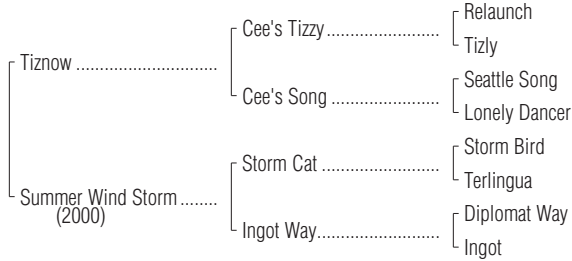 Relaunch
Cee's Tizzy
Tizly
Tiznow
Seattle Song
Cee's Song
Lonely Dancer
Storm Bird
Storm Cat
Terlingua
Summer Wind Storm
(2000)
Diplomat Way
Ingot Way
Ingot